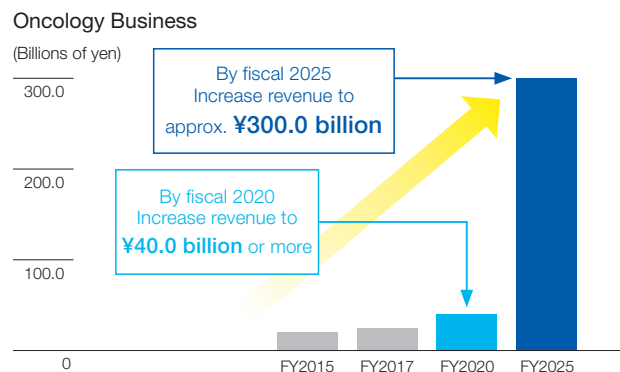 Oncology Business
(Billions of yen)
300.0
200.0
100.0
0
By fiscal 2025
Increase revenue to
approx. ¥300.0 billion
By fiscal 2020
Increase revenue to
¥40.0 billion or more
FY2015 FY2017 FY2020 FY2025